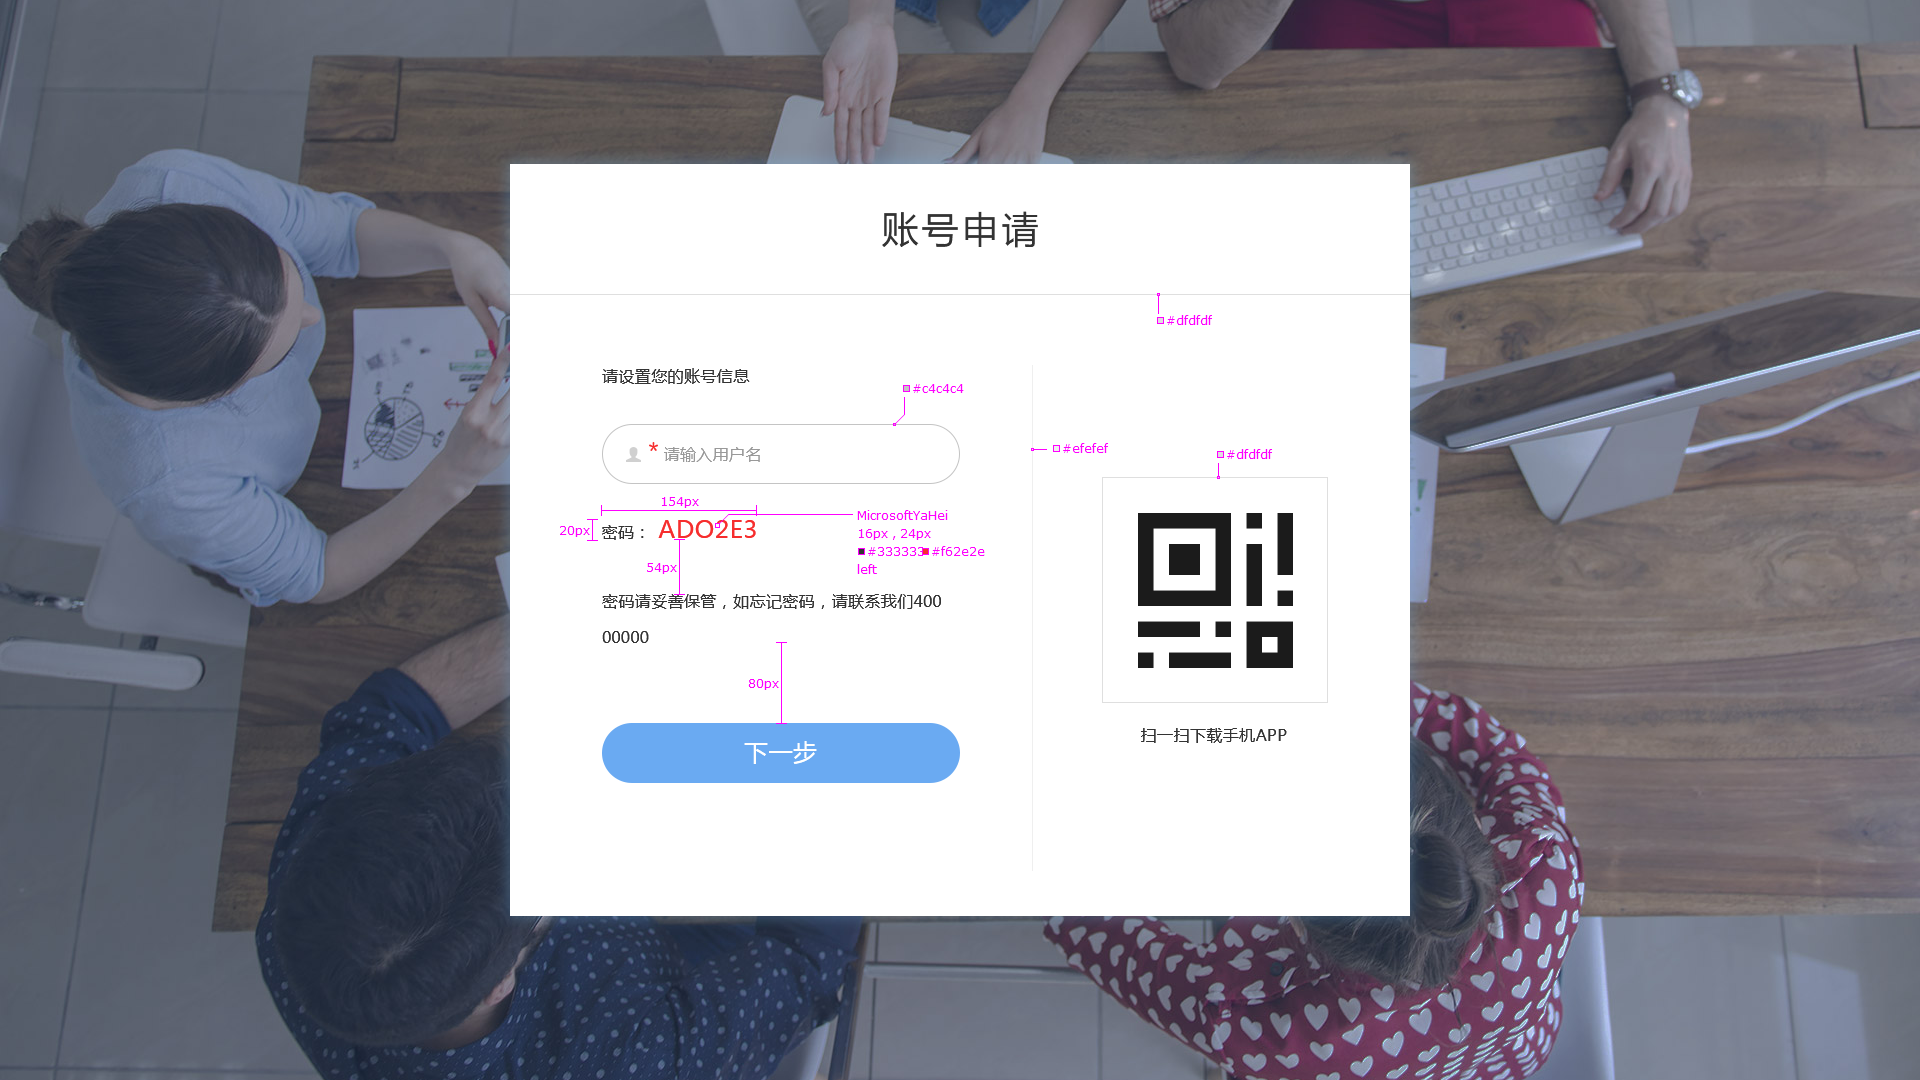 账号申请
#dfdfdf
请设置您的账号信息
#c4c4c4
* 请输入用户名
#efefef
#dfdfdf
154px
20px
密码： ADO2E3
MicrosoftYaHei
16px , 24px
#333333 #f62e2e
left
54px
密码请妥善保管，如忘记密码，请联系我们400
00000
80px
下一步
扫一扫下载手机APP